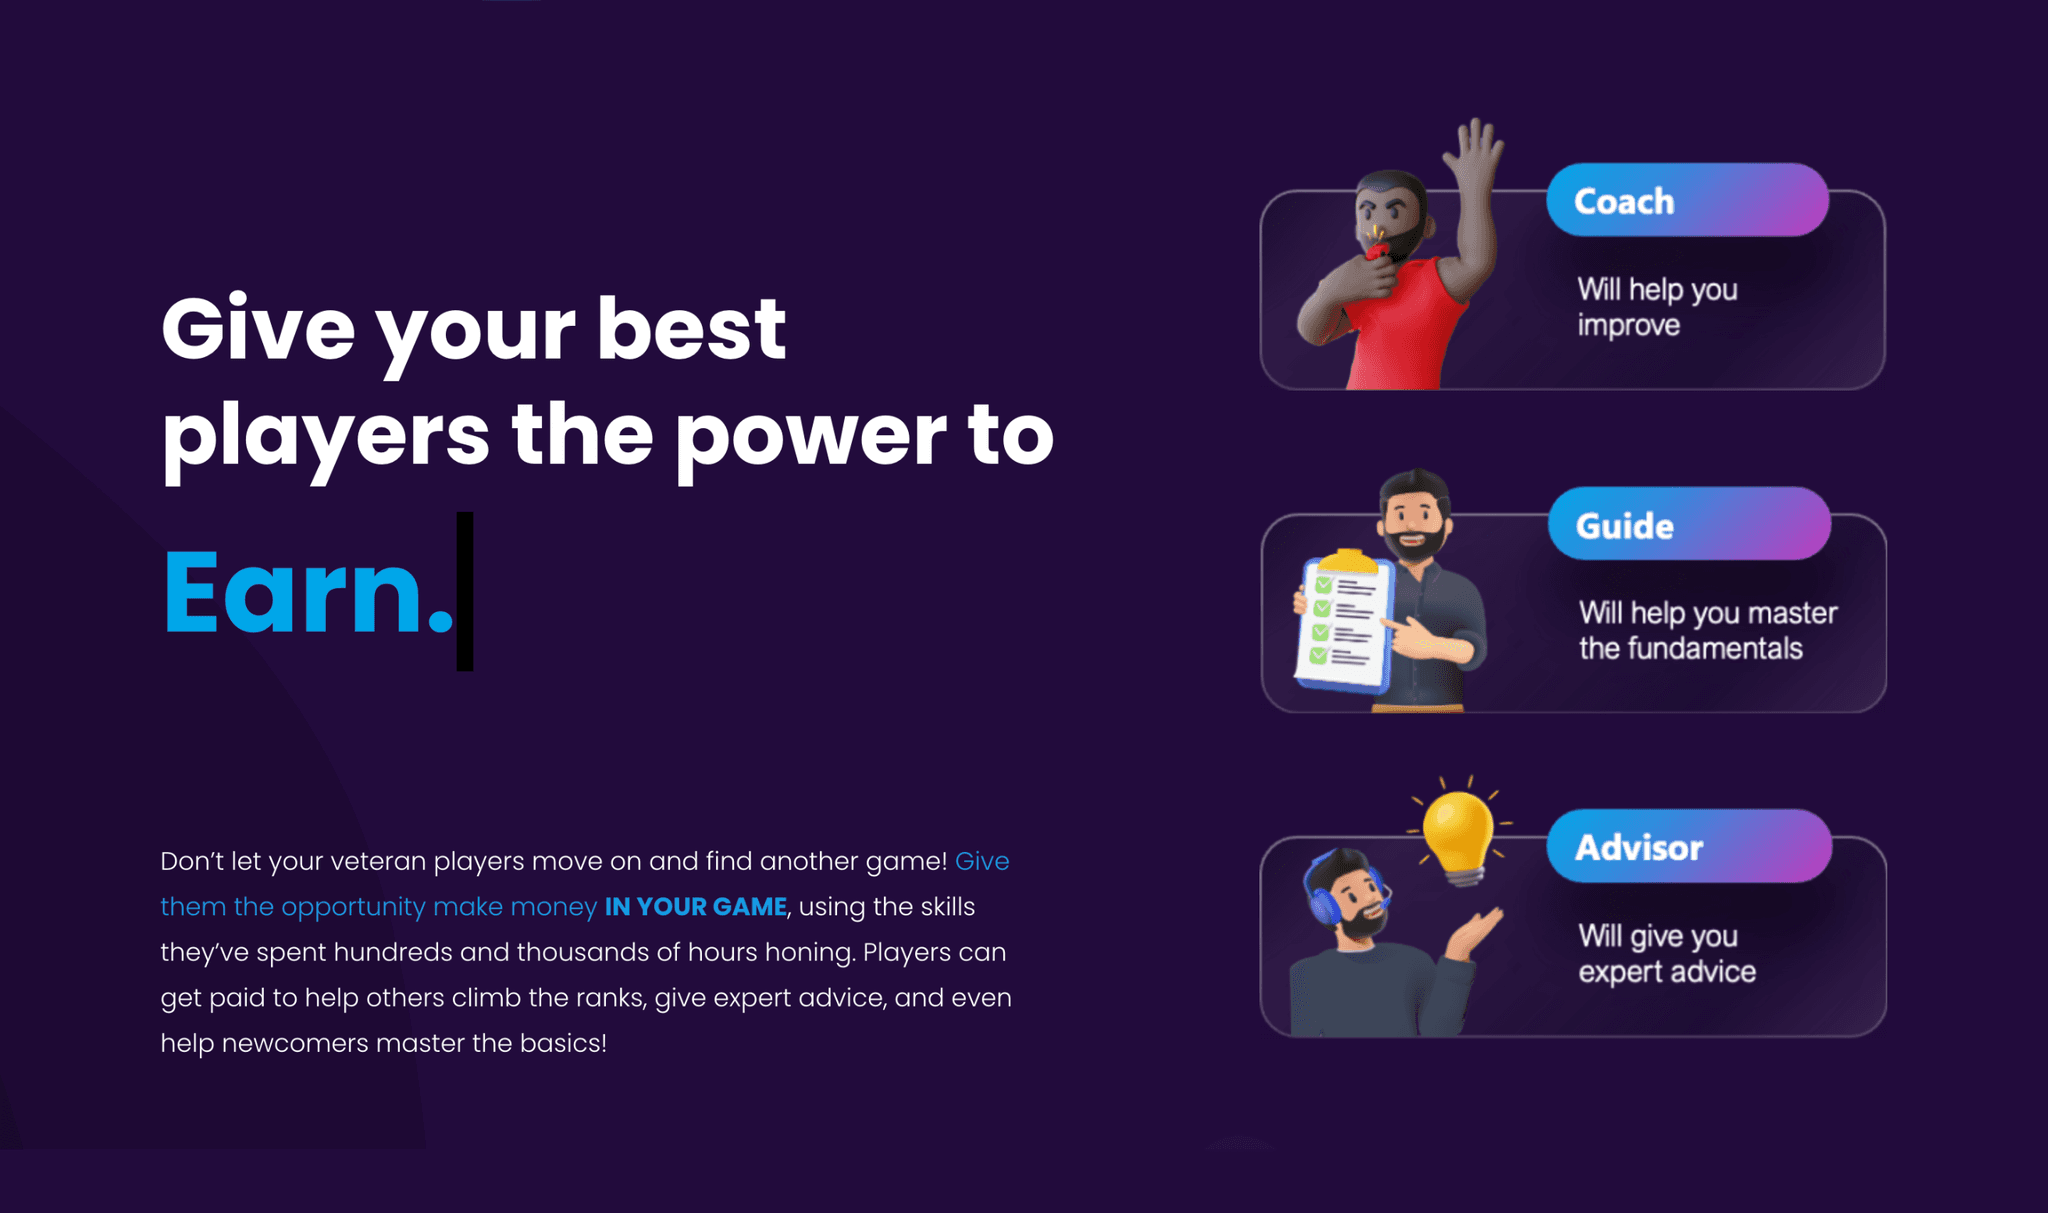 Give your best
players the power to
Earn.
Don’t let your veteran players move on and find another game! Give
them the opportunity make money IN YOUR GAME, using the skills
they’ve spent hundreds and thousands of hours honing. Players can
get paid to help others climb the ranks, give expert advice, and even
help newcomers master the basics!
Coach
Will help you
improve
Guide
Will help you master
the fundamentals
Advisor
Will give you
expert advice